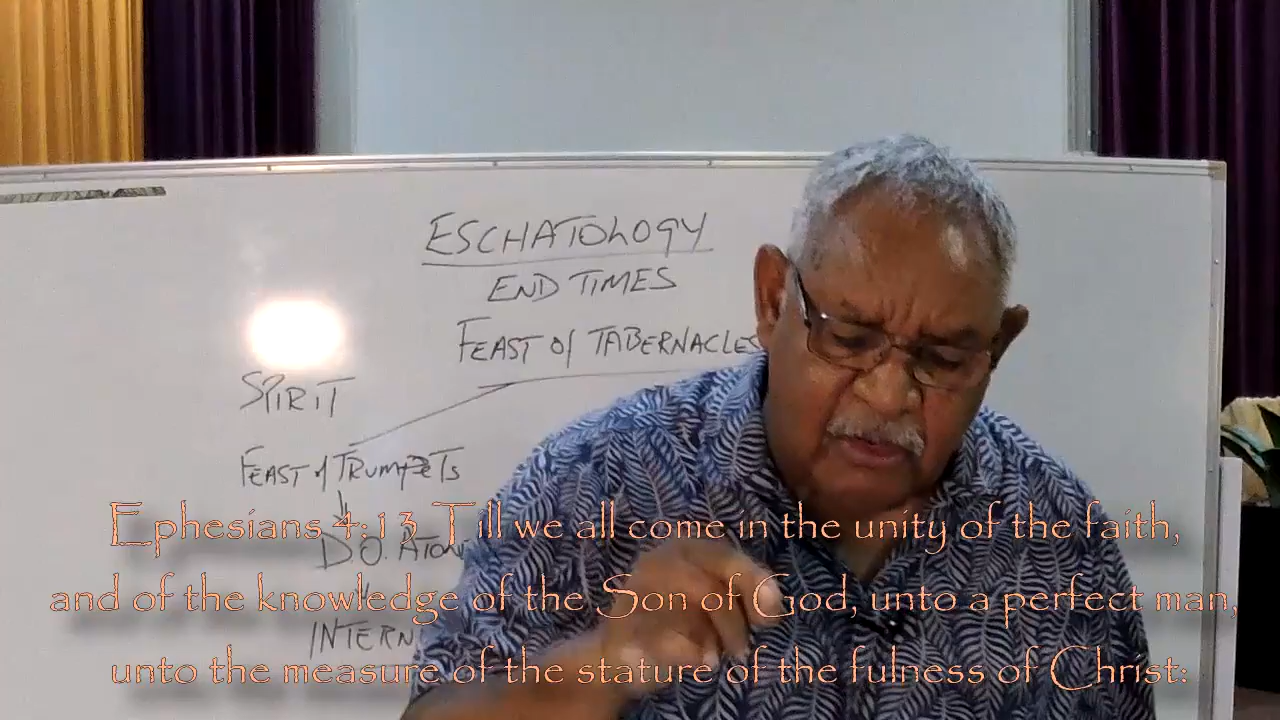 ESCHATOLOGY
END TIMES
FEAST Of TABERNACLES
SPIRIT
FEAST of TRUMPETS
D.O. ATON
INTERN
Ephesians 4:13 Till we all come in the unity of the faith,
and of the knowledge of the Son of God, unto a perfect man,
unto the measure of the stature of the fulness of Christ: